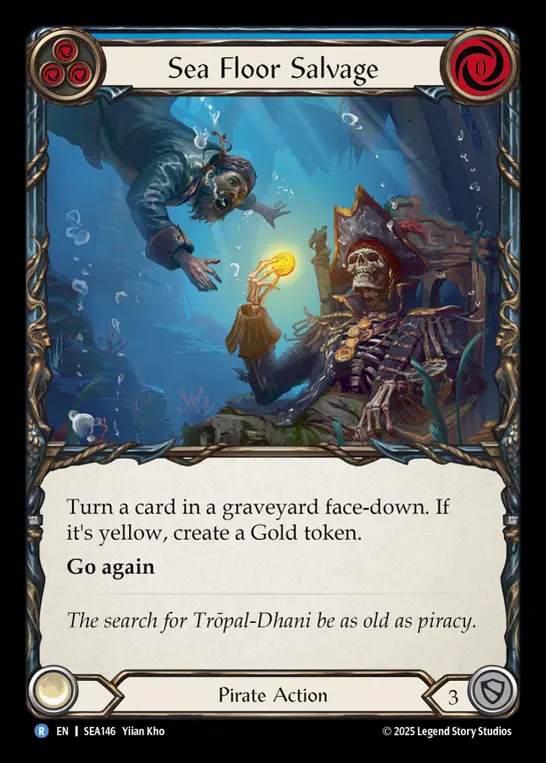 Sea Floor Salvage
0
Turn a card in a graveyard face-down. If
it's yellow, create a Gold token.
Go again
The search for Trōpal-Dhani be as old as piracy.
Pirate Action
3
R EN | SEA146 Yiian Kho
© 2025 Legend Story Studios